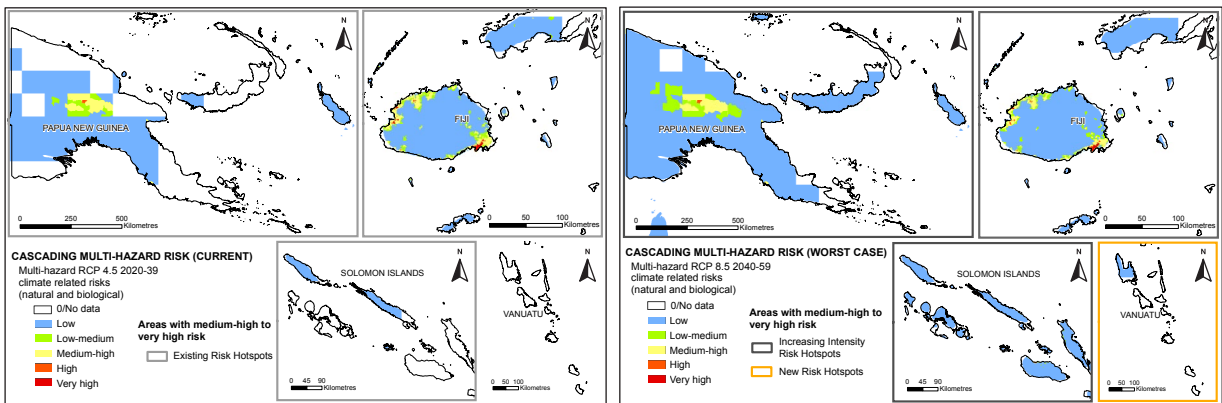 N
N
PAPUA NEW GUINEA
FIJI
0 250 500
Kilometres
0 50 100
Kilometres
CASCADING MULTI-HAZARD RISK (CURRENT)
Multi-hazard RCP 4.5 2020-39
climate related risks
(natural and biological)
0/No data
Low
Low-medium
Medium-high
High
Very high
Areas with medium-high to
very high risk
Existing Risk Hotspots
N
SOLOMON ISLANDS
0 45 90
Kilometres
N
VANUATU
0 50 100
Kilometres
N
N
PAPUA NEW GUINEA
FIJI
0 250 500
Kilometres
0 50 100
Kilometres
CASCADING MULTI-HAZARD RISK (WORST CASE)
Multi-hazard RCP 8.5 2040-59
climate related risks
(natural and biological)
0/No data
Low
Low-medium
Medium-high
High
Very high
Areas with medium-high to
very high risk
Increasing Intensity
Risk Hotspots
New Risk Hotspots
N
SOLOMON ISLANDS
0 45 90
Kilometres
N
VANUATU
0 50 100
Kilometres